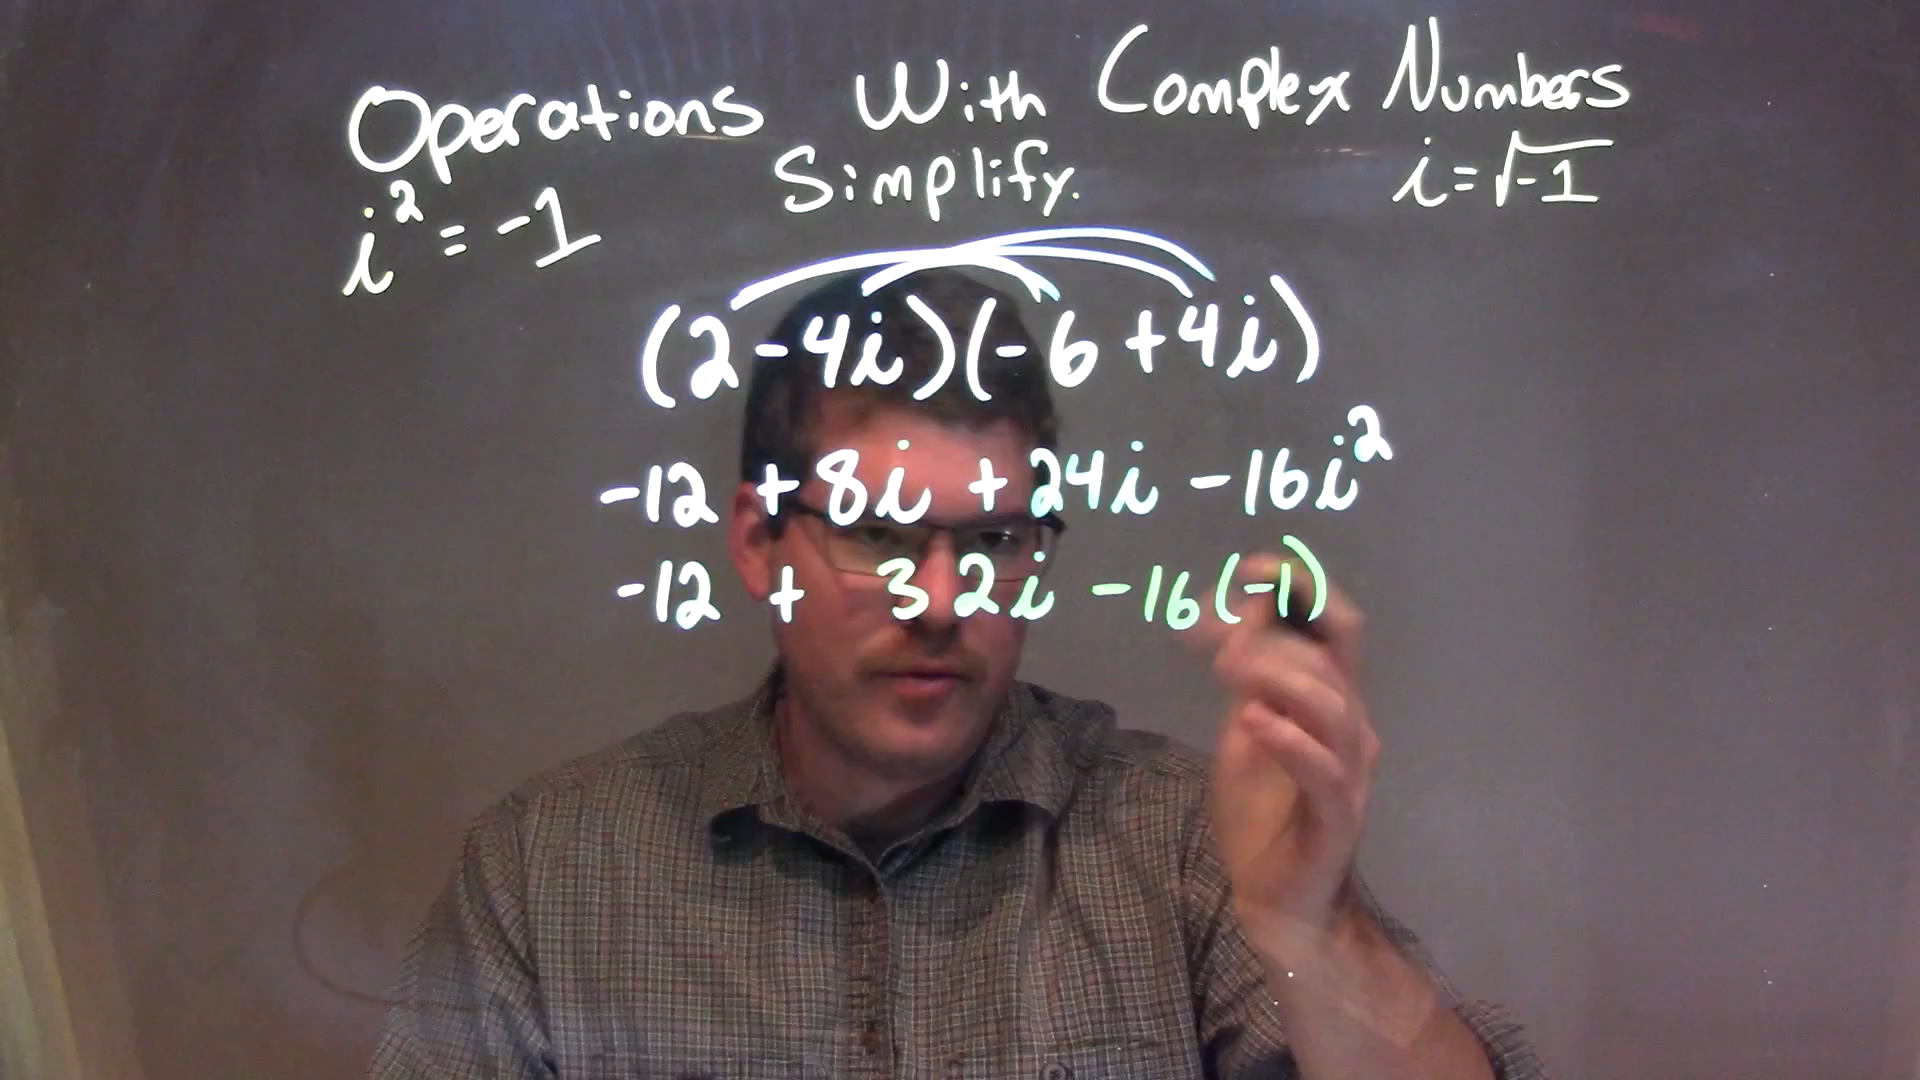 Operations With Complex Numbers
Simplify.
i² = -1
i = √-1
(2 - 4i)(-6 + 4i)
-12 + 8i + 24i - 16i²
-12 + 32i - 16(-1)